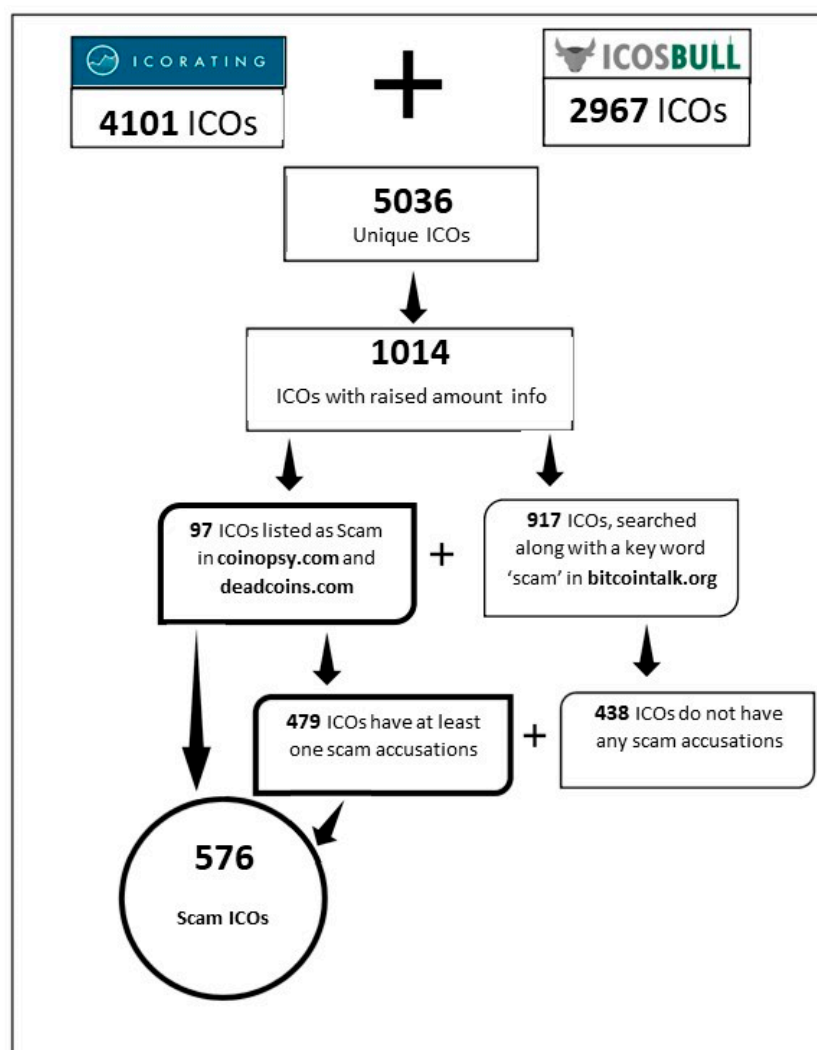 ICORATING
4101 ICOs
+
ICOSBULL
2967 ICOs
5036
Unique ICOs
1014
ICOs with raised amount info
97 ICOs listed as Scam
in coinopsy.com and
deadcoins.com
+
917 ICOs, searched
along with a key word
‘scam’ in bitcointalk.org
479 ICOs have at least
one scam accusations
+
438 ICOs do not have
any scam accusations
576
Scam ICOs